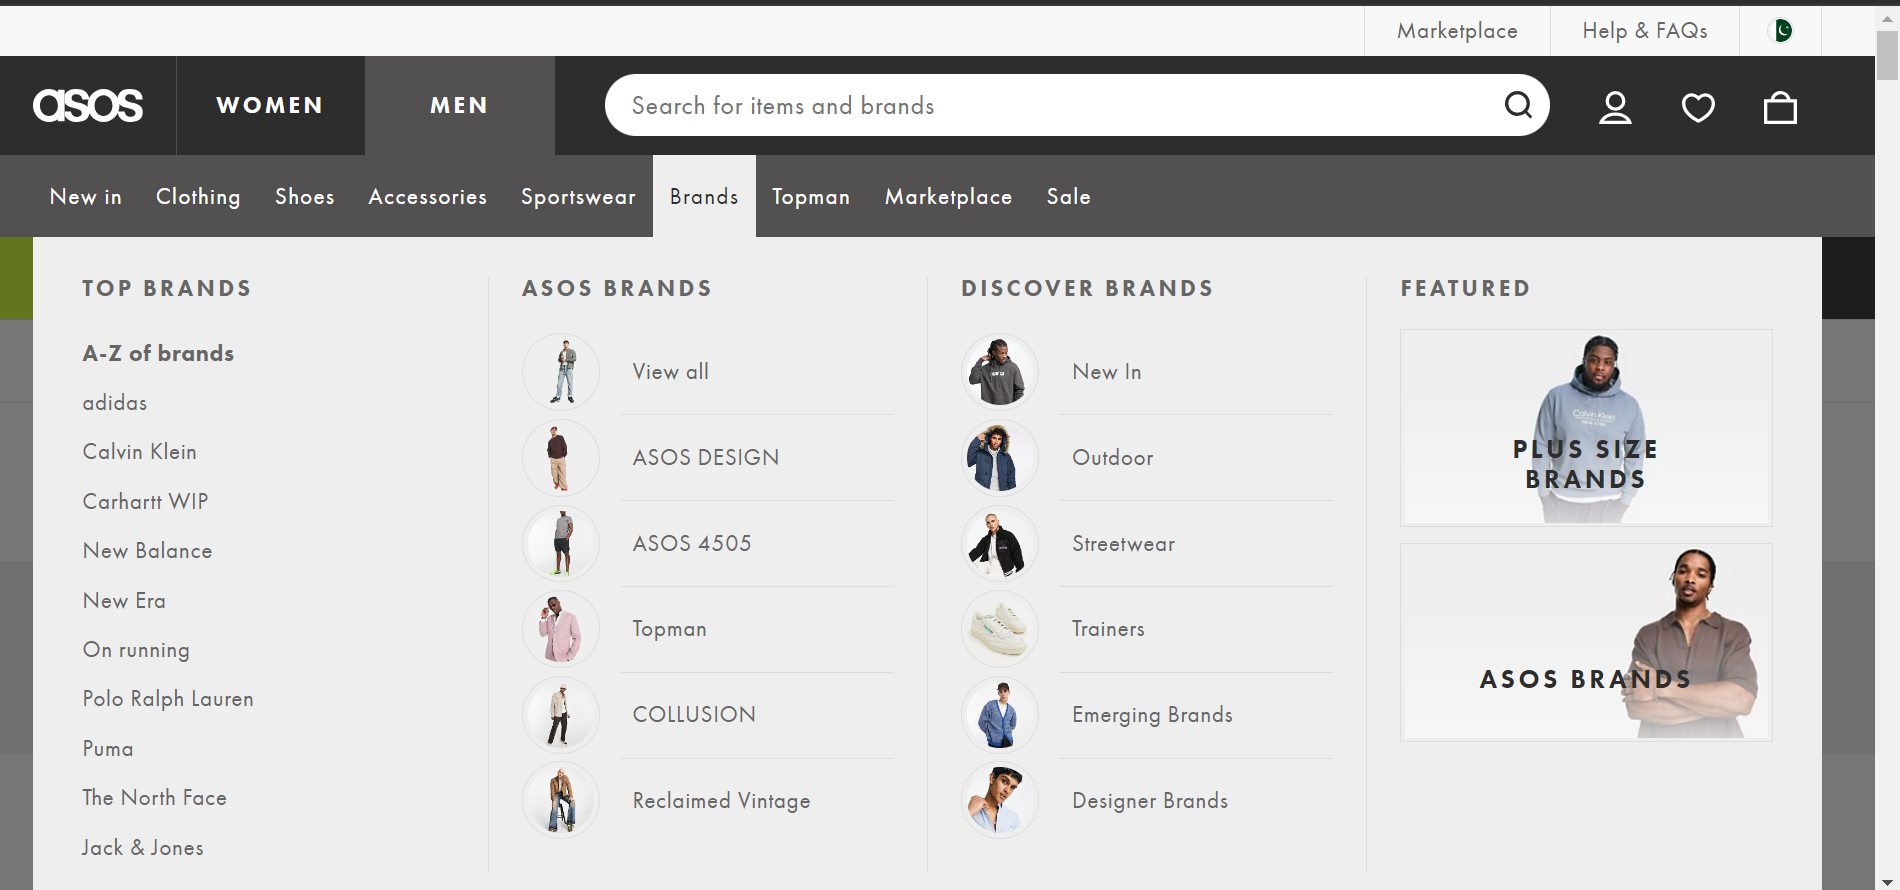 Marketplace
Help & FAQs
asos
WOMEN
MEN
Search for items and brands
New in
Clothing
Shoes
Accessories
Sportswear
Brands
Topman
Marketplace
Sale
TOP BRANDS
A-Z of brands
adidas
Calvin Klein
Carhartt WIP
New Balance
New Era
On running
Polo Ralph Lauren
Puma
The North Face
Jack & Jones
ASOS BRANDS
View all
ASOS DESIGN
ASOS 4505
Topman
COLLUSION
Reclaimed Vintage
DISCOVER BRANDS
New In
Outdoor
Streetwear
Trainers
Emerging Brands
Designer Brands
FEATURED
Calvin Klein
PLUS SIZE
BRANDS
ASOS BRANDS